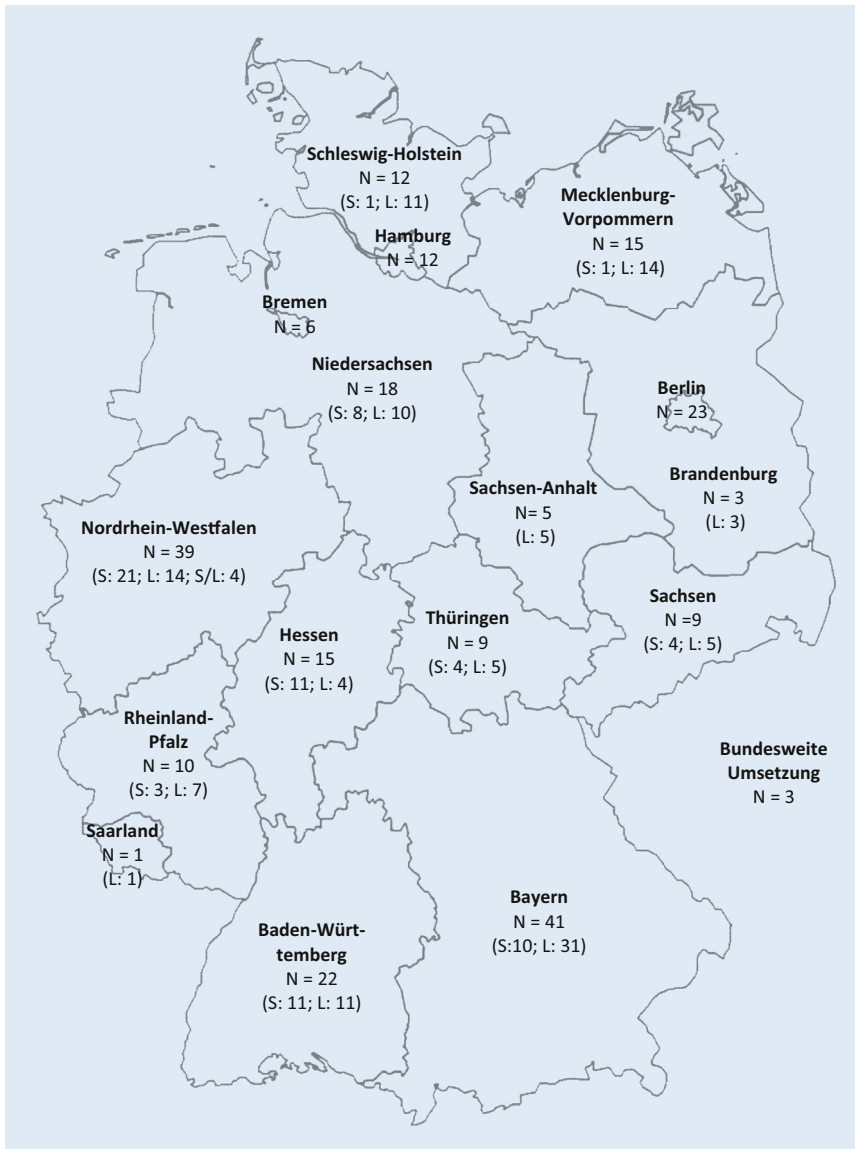 Schleswig-Holstein
N = 12
(S: 1; L: 11)
Mecklenburg-
Vorpommern
N = 15
(S: 1; L: 14)
Hamburg
N = 12
Bremen
N = 6
Niedersachsen
N = 18
(S: 8; L: 10)
Berlin
N = 23
Brandenburg
N = 3
(L: 3)
Sachsen-Anhalt
N= 5
(L: 5)
Nordrhein-Westfalen
N = 39
(S: 21; L: 14; S/L: 4)
Hessen
N = 15
(S: 11; L: 4)
Thüringen
N = 9
(S: 4; L: 5)
Sachsen
N =9
(S: 4; L: 5)
Rheinland-
Pfalz
N = 10
(S: 3; L: 7)
Bundesweite
Umsetzung
N = 3
Saarland
N = 1
(L: 1)
Baden-Würt-
temberg
N = 22
(S: 11; L: 11)
Bayern
N = 41
(S:10; L: 31)